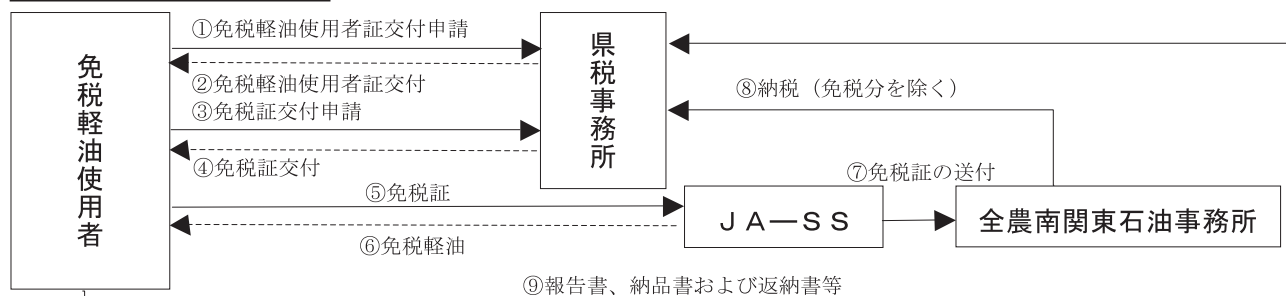 ①免税軽油使用者証交付申請
②免税軽油使用者証交付
③免税証交付申請
④免税証交付
⑤免税証
⑥免税軽油
免税軽油使用者
県税事務所
⑧納税（免税分を除く）
⑦免税証の送付
JA―SS
全農南関東石油事務所
⑨報告書、納品書および返納書等